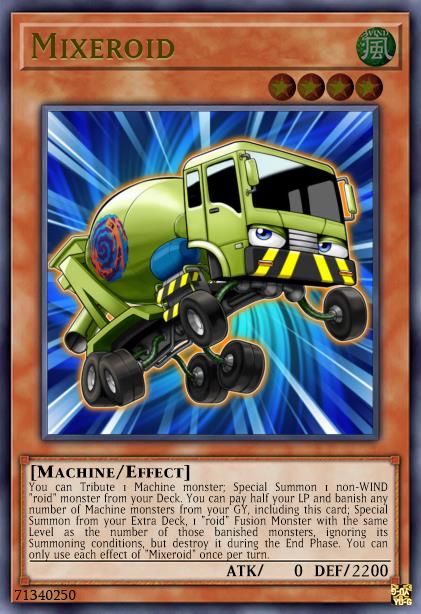 MIXEROID
WIND
風
[MACHINE/EFFECT]
You can Tribute 1 Machine monster; Special Summon 1 non-WIND
"roid" monster from your Deck. You can pay half your LP and banish any
number of Machine monsters from your GY, including this card; Special
Summon from your Extra Deck, 1 "roid" Fusion Monster with the same
Level as the number of those banished monsters, ignoring its
Summoning conditions, but destroy it during the End Phase. You can
only use each effect of "Mixeroid" once per turn.
ATK/ 0 DEF/2200
71340250